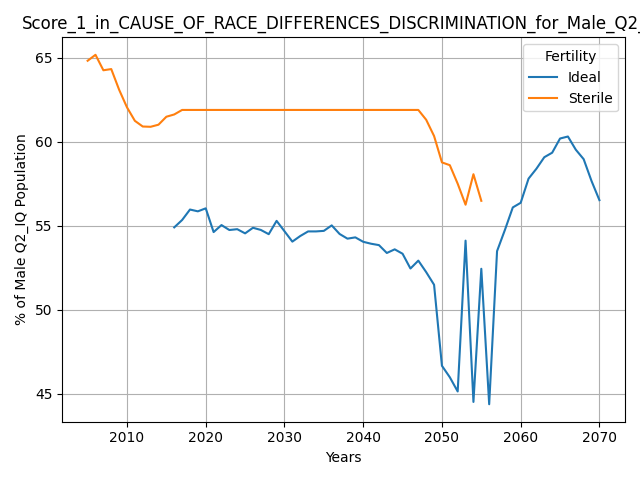 Score_1_in_CAUSE_OF_RACE_DIFFERENCES_DISCRIMINATION_for_Male_Q2_
Fertility
Ideal
Sterile
% of Male Q2_IQ Population
65
60
55
50
45
2010 2020 2030 2040 2050 2060 2070
Years